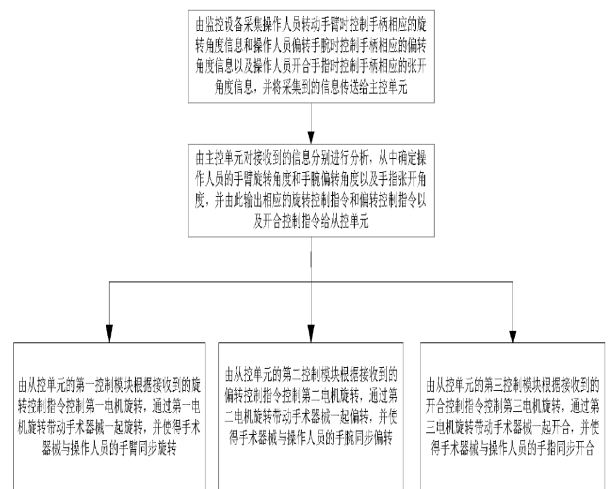 由监控设备采集操作人员转动手臂时控制手柄相应的旋
转角度信息和操作人员偏转手腕时控制手柄相应的偏转
角度信息以及操作人员开合手指时控制手柄相应的张开
角度信息，并将采集到的信息传送给主控单元
由主控单元对接收到的信息分别进行分析，从中确定操
作人员的手臂旋转角度和手腕偏转角度以及手指张开角
度，并由此输出相应的旋转控制指令和偏转控制指令以
及开合控制指令给从控单元
由从控单元的第一控制模块根据接收到的旋
转控制指令控制第一电机旋转，通过第一电
机旋转带动手术器械一起旋转，并使得手术
器械与操作人员的手臂同步旋转
由从控单元的第二控制模块根据接收到的
偏转控制指令控制第二电机旋转，通过第
二电机旋转带动手术器械一起偏转，并使
得手术器械与操作人员的手腕同步偏转
由从控单元的第三控制模块根据接收到的
开合控制指令控制第三电机旋转，通过第
三电机旋转带动手术器械一起开合，并使
得手术器械与操作人员的手指同步开合